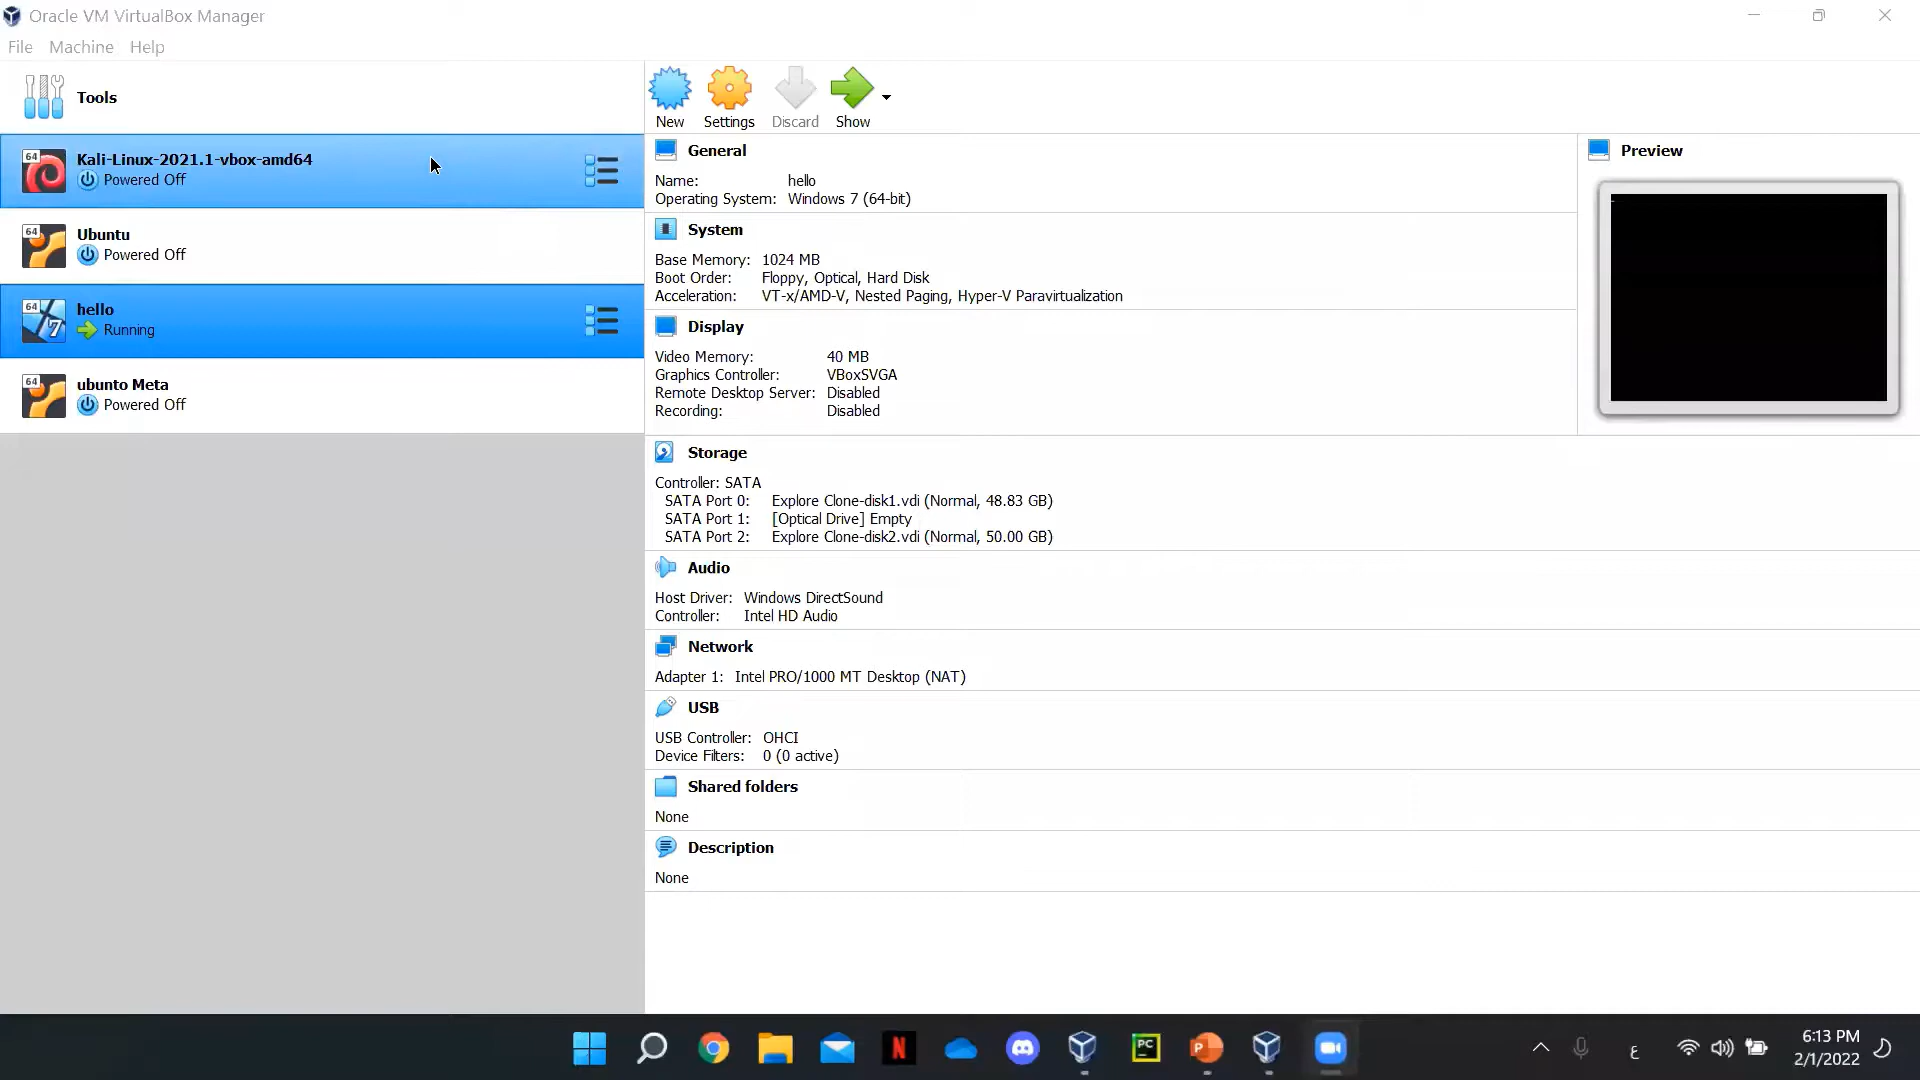 Oracle VM VirtualBox Manager
File Machine Help
Tools
64
Kali-Linux-2021.1-vbox-amd64
Powered Off
64
Ubuntu
Powered Off
64
7
hello
Running
64
ubunto Meta
Powered Off
New Settings Discard Show
General
Name: hello
Operating System: Windows 7 (64-bit)
System
Base Memory: 1024 MB
Boot Order: Floppy, Optical, Hard Disk
Acceleration: VT-x/AMD-V, Nested Paging, Hyper-V Paravirtualization
Display
Video Memory: 40 MB
Graphics Controller: VBoxSVGA
Remote Desktop Server: Disabled
Recording: Disabled
Preview
Storage
Controller: SATA
SATA Port 0: Explore Clone-disk1.vdi (Normal, 48.83 GB)
SATA Port 1: [Optical Drive] Empty
SATA Port 2: Explore Clone-disk2.vdi (Normal, 50.00 GB)
Audio
Host Driver: Windows DirectSound
Controller: Intel HD Audio
Network
Adapter 1: Intel PRO/1000 MT Desktop (NAT)
USB
USB Controller: OHCI
Device Filters: 0 (0 active)
Shared folders
None
Description
None
N
PC
P
ع
6:13 PM
2/1/2022